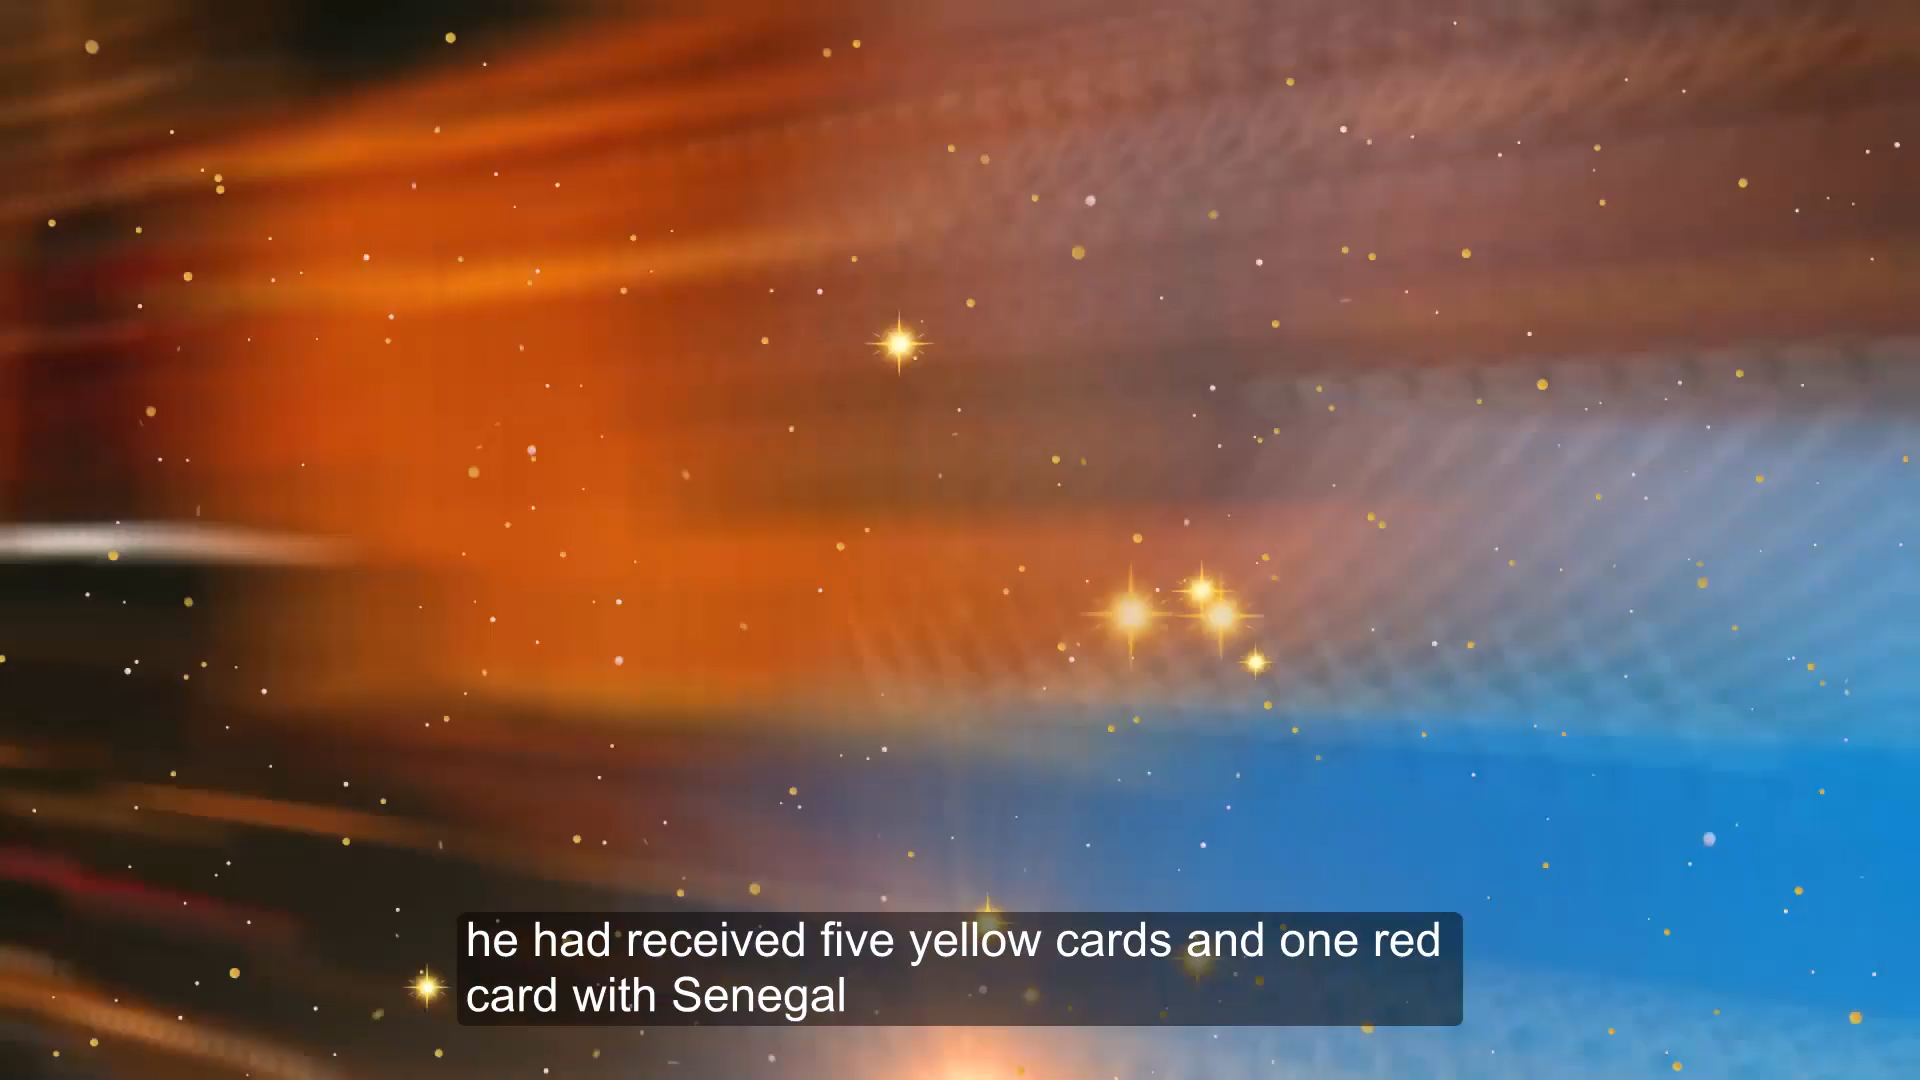 he had received five yellow cards and one red
card with Senegal